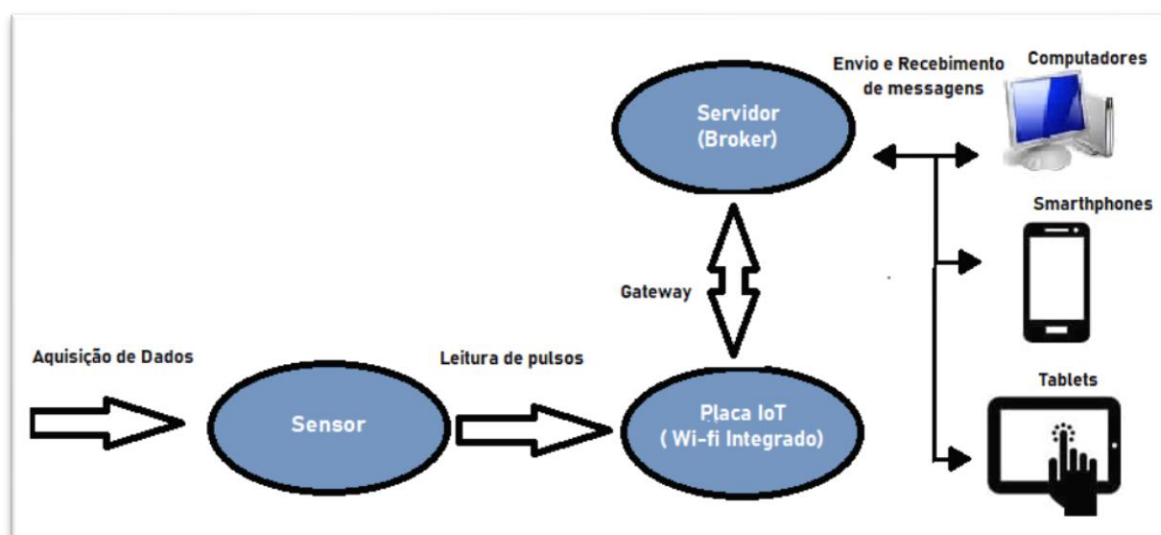 Aquisição de Dados
Sensor
Leitura de pulsos
Placa IoT
( Wi-fi Integrado)
Gateway
Servidor
(Broker)
Envio e Recebimento
de messagens
Computadores
Smarthphones
Tablets